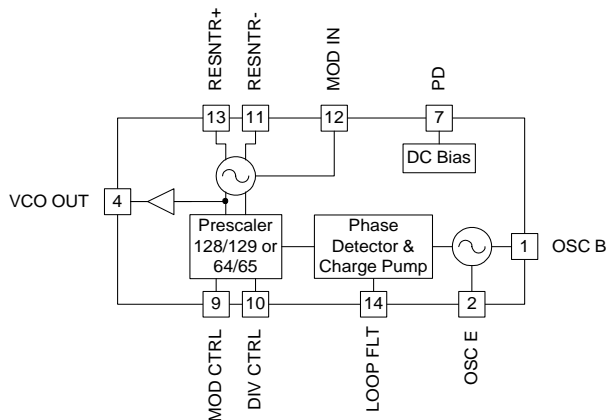 RESNTR+
RESNTR-
MOD IN
PD
13
11
12
7
DC Bias
VCO OUT
4
Prescaler
128/129 or
64/65
Phase
Detector &
Charge Pump
1
OSC B
9
10
14
2
MOD CTRL
DIV CTRL
LOOP FLT
OSC E